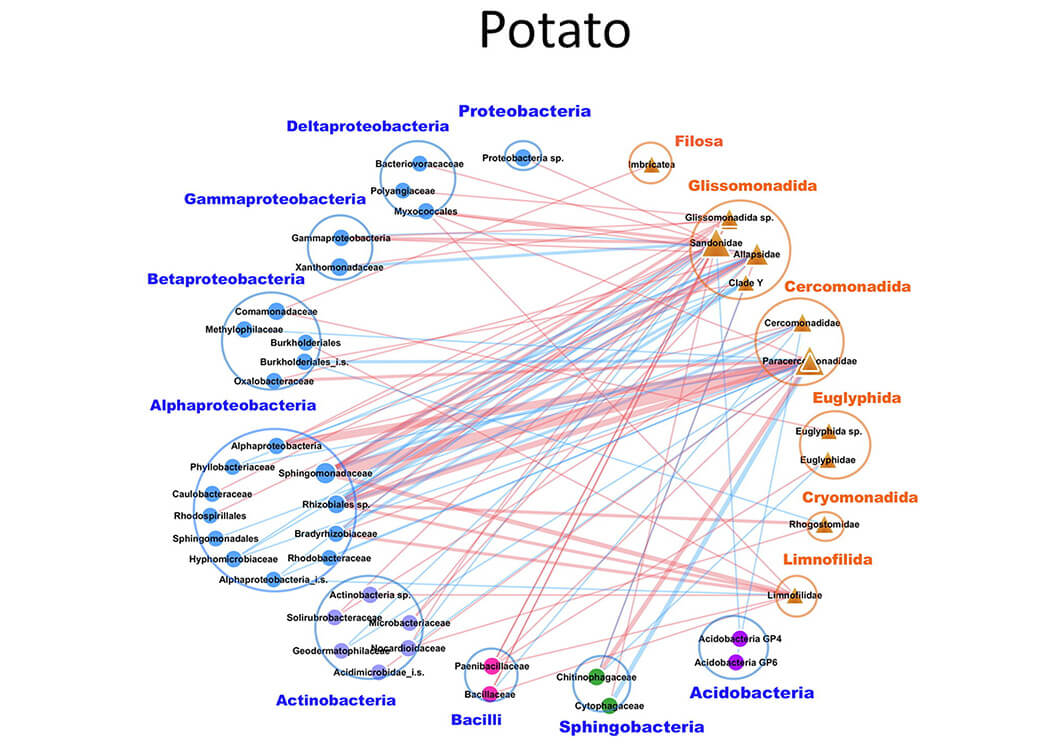 Potato
Proteobacteria
Deltaproteobacteria
Filosa
Proteobacteria sp.
Bacteriovoracaceae
Imbricatea
Glissomonadida
Polyangiaceae
Gammaproteobacteria
Myxococcales
Glissomonadida sp.
Gammaproteobacteria
Sandonidae
Allapsidae
Xanthomonadaceae
Betaproteobacteria
Clade Y
Cercomonadida
Comamonadaceae
Cercomonadidae
Methylophilaceae
Burkholderiales
Burkholderiales_i.s.
Oxalobacteraceae
Euglyphida
Alphaproteobacteria
Euglyphida sp.
Alphaproteobacteria
Euglyphidae
Phyllobacteriaceae
Sphingomonadaceae
Caulobacteraceae
Cryomonadida
Rhizobiales sp.
Rhodospirillales
Rhogostomidae
Bradyrhizobiaceae
Sphingomonadales
Hyphomicrobiaceae
Rhodobacteraceae
Limnofilida
Alphaproteobacteria_i.s.
Actinobacteria sp.
Limnofilidae
Solirubrobacteraceae
Microbacteriaceae
Acidobacteria GP4
Geodermatophilaceae
Nocardioidaceae
Acidobacteria GP6
Paenibacillaceae
Acidimicrobidae_i.s.
Chitinophagaceae
Bacillaceae
Acidobacteria
Actinobacteria
Cytophagaceae
Bacilli
Sphingobacteria